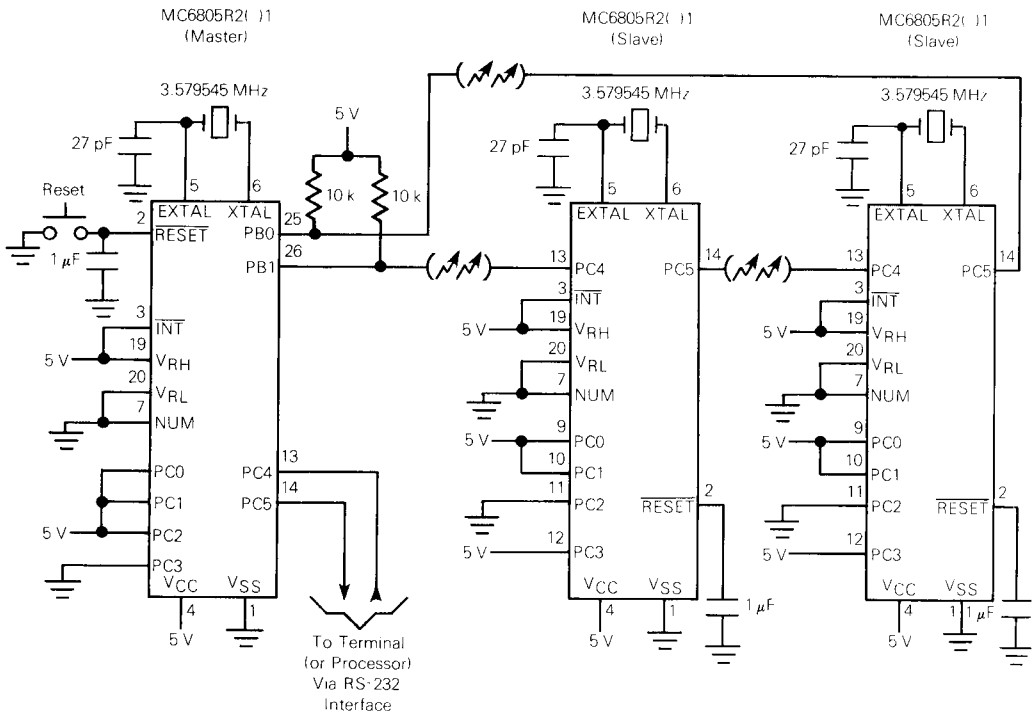 MC6805R2( )1
(Master)
MC6805R2( )1
(Slave)
MC6805R2( )1
(Slave)
3.579545 MHz
27 pF
5
6
EXTAL
XTAL
Reset
2
RESET
1 µF
5 V
10 k
10 k
25
PB0
26
PB1
3
INT
19
5 V
VRH
20
VRL
7
NUM
PC0
PC1
5 V
PC2
PC3
13
PC4
14
PC5
VCC
VSS
4
1
5 V
To Terminal
(or Processor)
Via RS-232
Interface
3.579545 MHz
27 pF
5
6
EXTAL
XTAL
13
PC4
14
PC5
3
INT
19
5 V
VRH
20
VRL
7
NUM
9
5 V
PC0
10
PC1
11
PC2
2
RESET
12
5 V
PC3
VCC
VSS
4
1
5 V
1 µF
3.579545 MHz
27 pF
5
6
EXTAL
XTAL
13
PC4
14
PC5
3
INT
19
5 V
VRH
20
VRL
7
NUM
9
5 V
PC0
10
PC1
11
PC2
2
RESET
12
5 V
PC3
VCC
VSS
4
1
1 µF
5 V